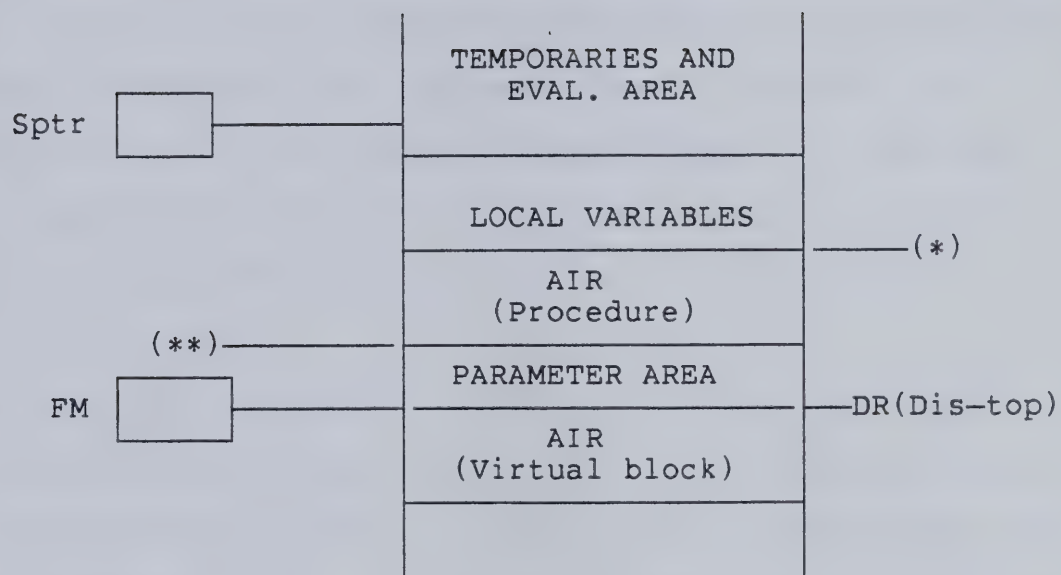 TEMPORARIES AND
EVAL. AREA
Sptr
LOCAL VARIABLES
(*)
AIR
(Procedure)
(**)
PARAMETER AREA
FM
DR(Dis-top)
AIR
(Virtual block)